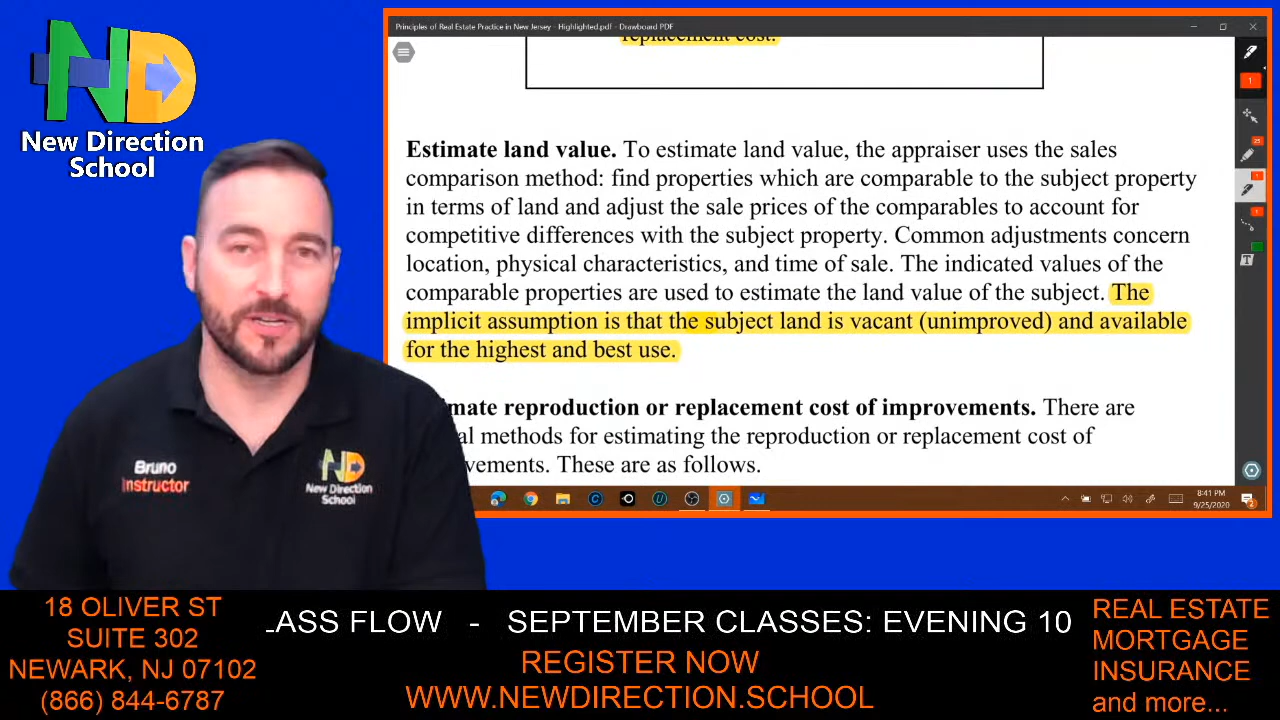 ND
New Direction
School
Bruno
Instructor
ND
New Direction
School
Principles of Real Estate Practice in New Jersey - Highlighted.pdf - Drawboard PDF
replacement cost.
Estimate land value. To estimate land value, the appraiser uses the sales
comparison method: find properties which are comparable to the subject property
in terms of land and adjust the sale prices of the comparables to account for
competitive differences with the subject property. Common adjustments concern
location, physical characteristics, and time of sale. The indicated values of the
comparable properties are used to estimate the land value of the subject. The
implicit assumption is that the subject land is vacant (unimproved) and available
for the highest and best use.
mate reproduction or replacement cost of improvements. There are
al methods for estimating the reproduction or replacement cost of
vements. These are as follows.
8:41 PM
9/25/2020
18 OLIVER ST
SUITE 302
NEWARK, NJ 07102
(866) 844-6787
LASS FLOW - SEPTEMBER CLASSES: EVENING 10
REGISTER NOW
WWW.NEWDIRECTION.SCHOOL
REAL ESTATE
MORTGAGE
INSURANCE
and more...